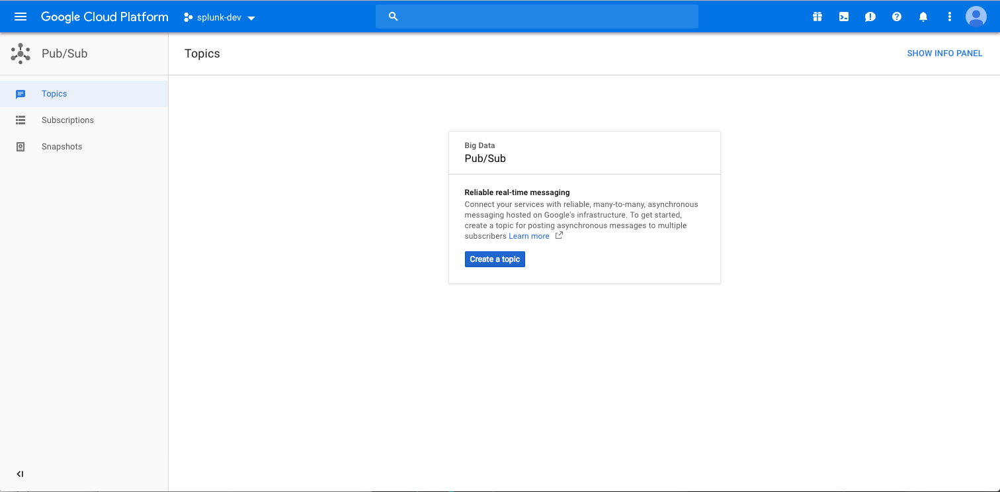 Google Cloud Platform
splunk-dev
Pub/Sub
Topics
SHOW INFO PANEL
Topics
Subscriptions
Snapshots
Big Data
Pub/Sub
Reliable real-time messaging
Connect your services with reliable, many-to-many, asynchronous
messaging hosted on Google's infrastructure. To get started,
create a topic for posting asynchronous messages to multiple
subscribers Learn more
Create a topic